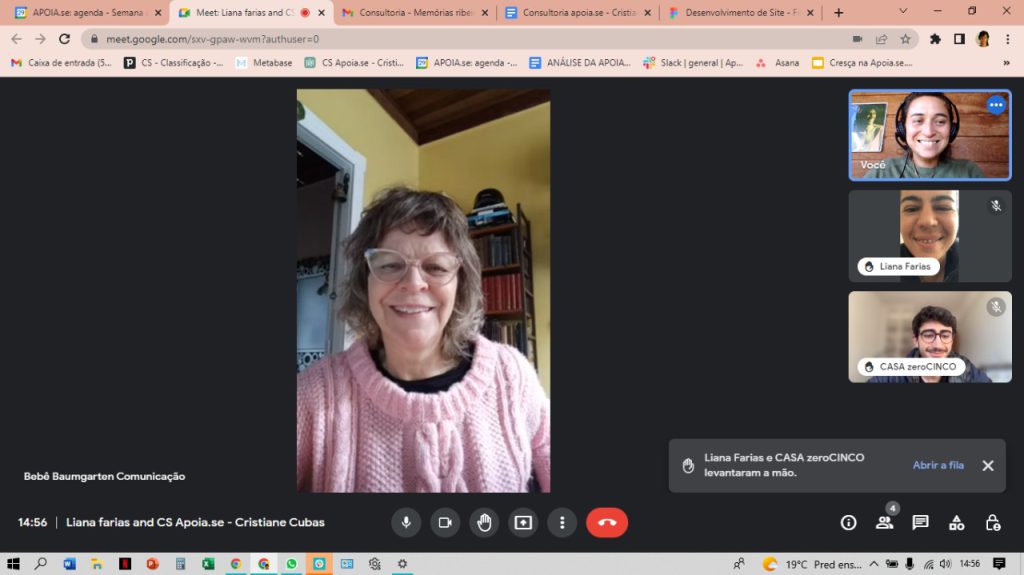 APOIA.se: agenda - Semana
Meet: Liana farias and CS
Consultoria - Memórias ribe
Consultoria apoia.se - Cristia
Desenvolvimento de Site - F
meet.google.com/sxv-gpaw-wvm?authuser=0
Caixa de entrada (5...
CS - Classificação -...
Metabase
CS Apoia.se - Cristi...
APOIA.se: agenda -...
ANÁLISE DA APOIA...
Slack | general | Ap...
Asana
Cresça na Apoia.se....
Você
Liana Farias
CASA zeroCINCO
Liana Farias e CASA zeroCINCO
levantaram a mão.
Abrir a fila
Bebê Baumgarten Comunicação
14:56 | Liana farias and CS Apoia.se - Cristiane Cubas
4
19°C Pred ens...
14:56